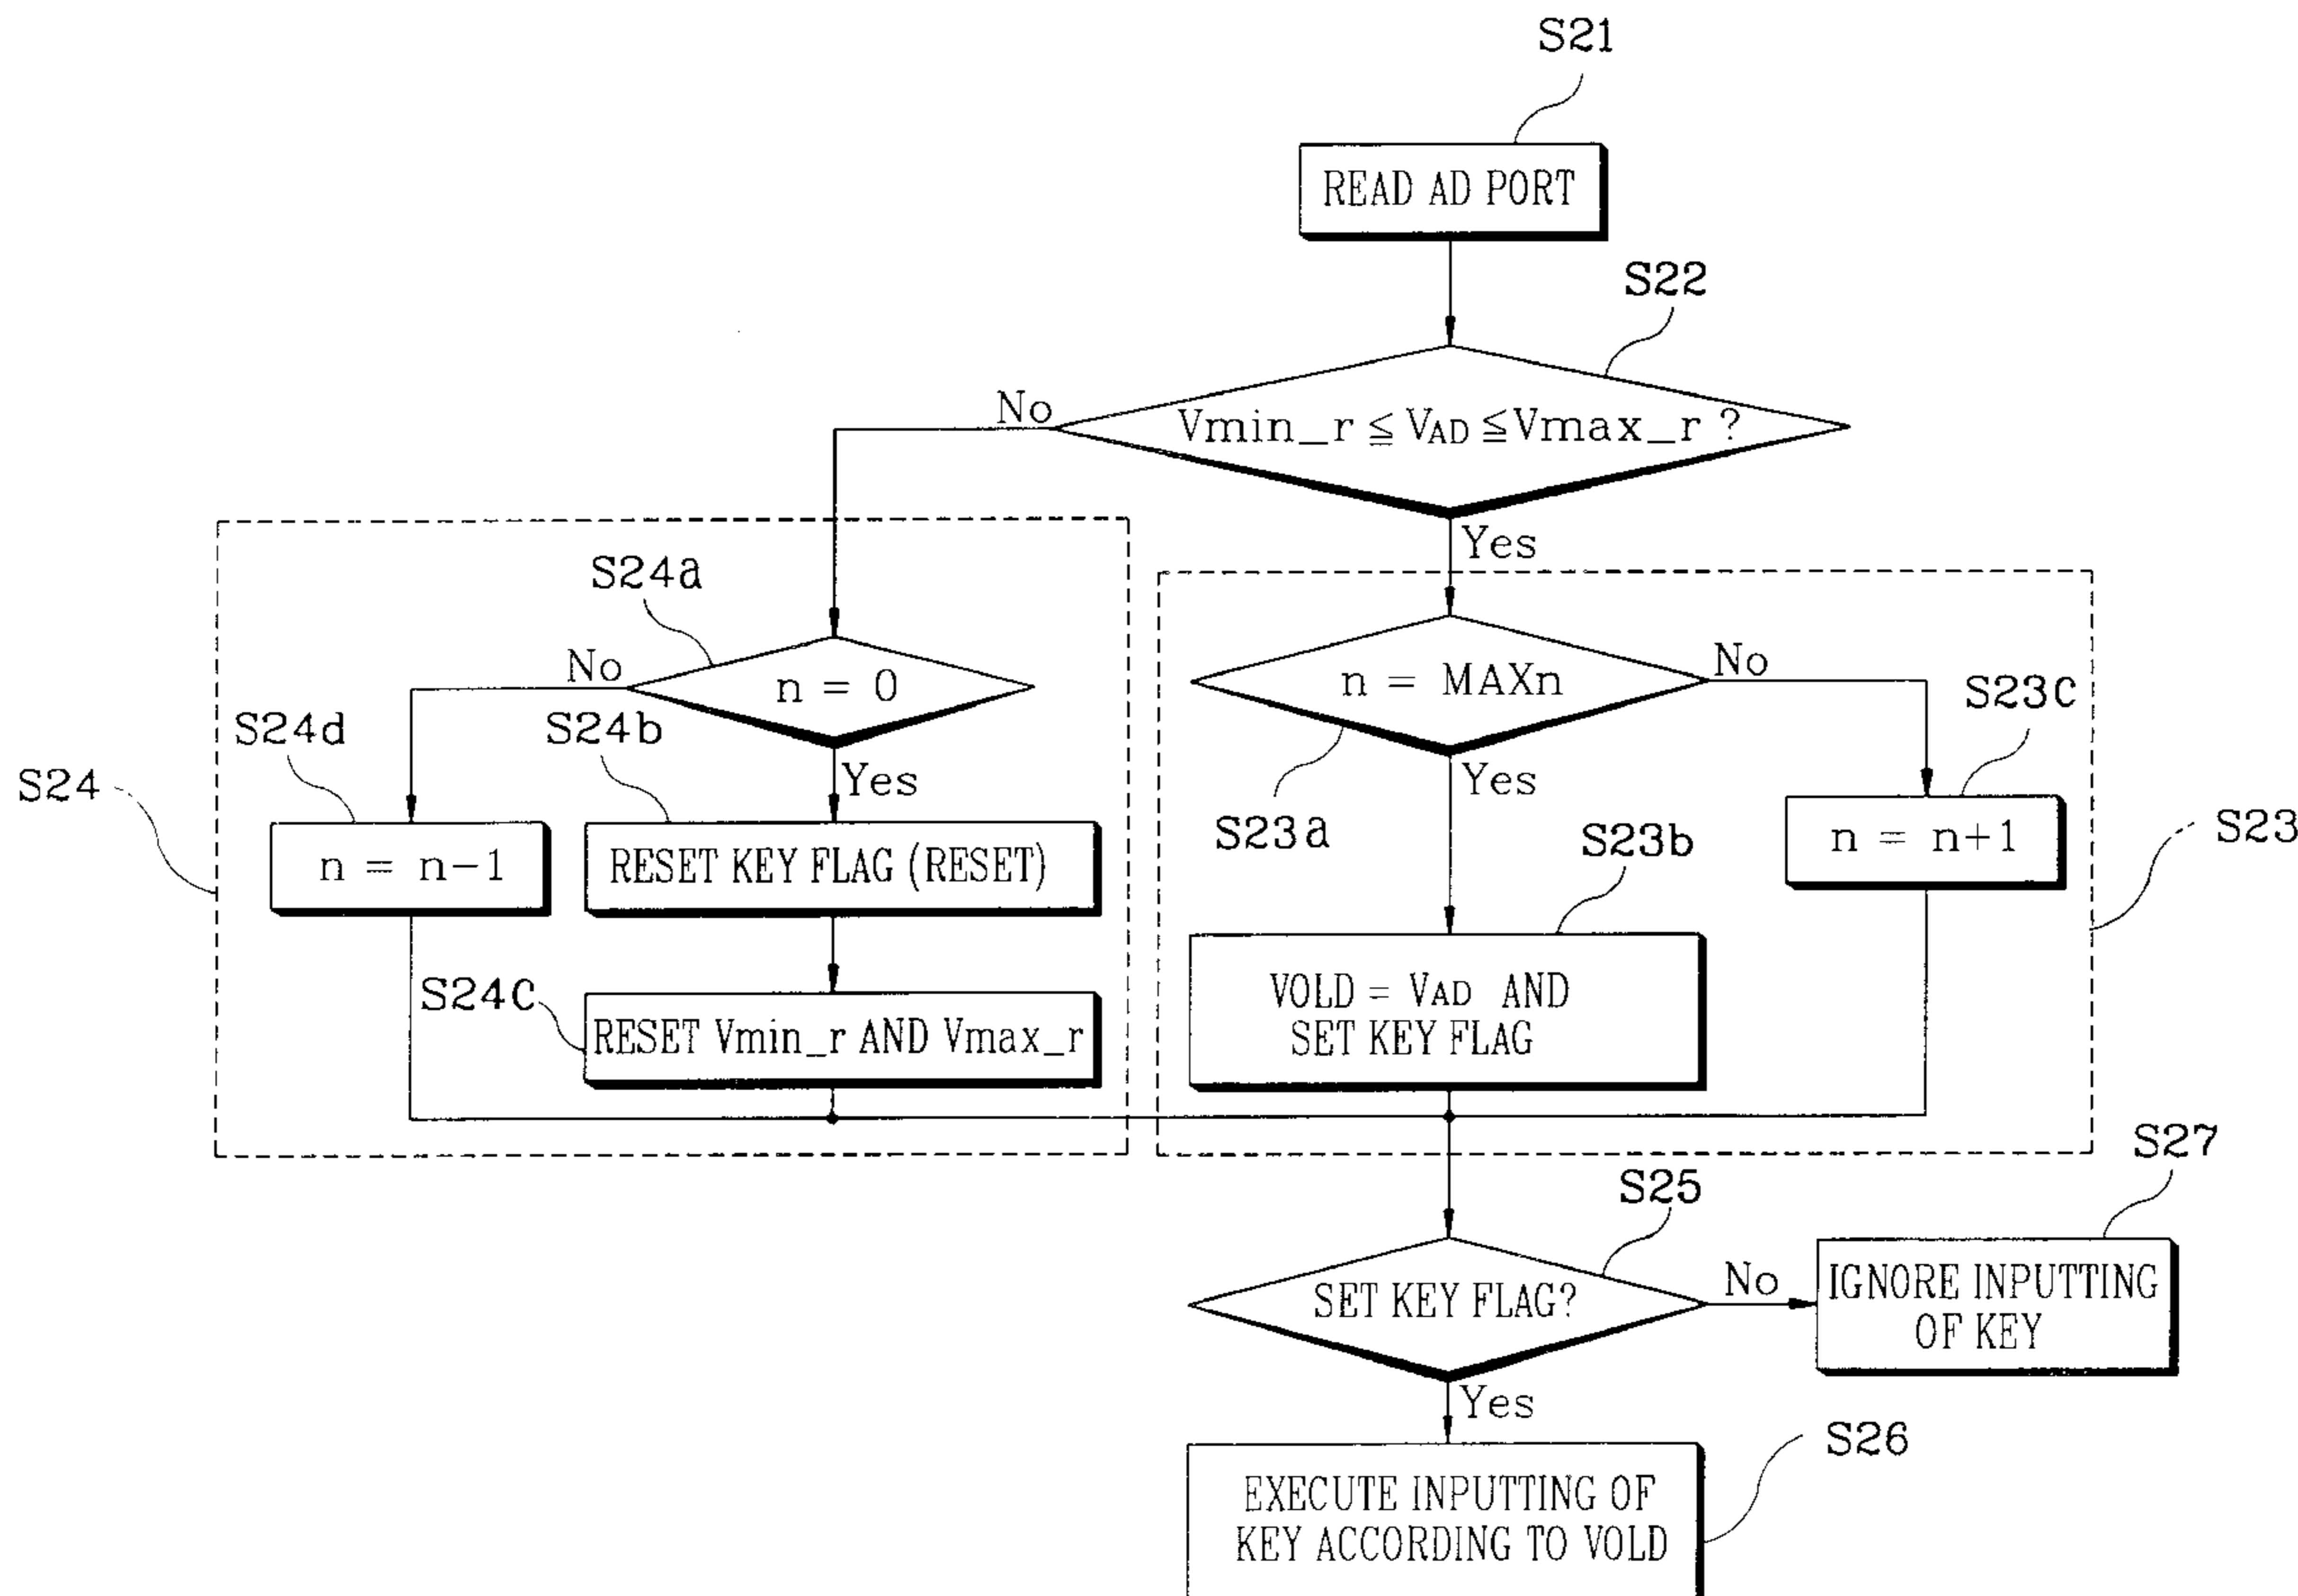 S21
READ AD PORT
S22
Vmin_r ≦ VAD ≦ Vmax_r ?
No
Yes
S24a
n = 0
No
Yes
S24d
S24b
S24
n = n-1
RESET KEY FLAG (RESET)
S24C
RESET Vmin_r AND Vmax_r
n = MAXn
No
Yes
S23a
S23C
n = n+1
S23
S23b
VOLD = VAD AND
SET KEY FLAG
S25
SET KEY FLAG?
No
S27
IGNORE INPUTTING
OF KEY
Yes
S26
EXECUTE INPUTTING OF
KEY ACCORDING TO VOLD